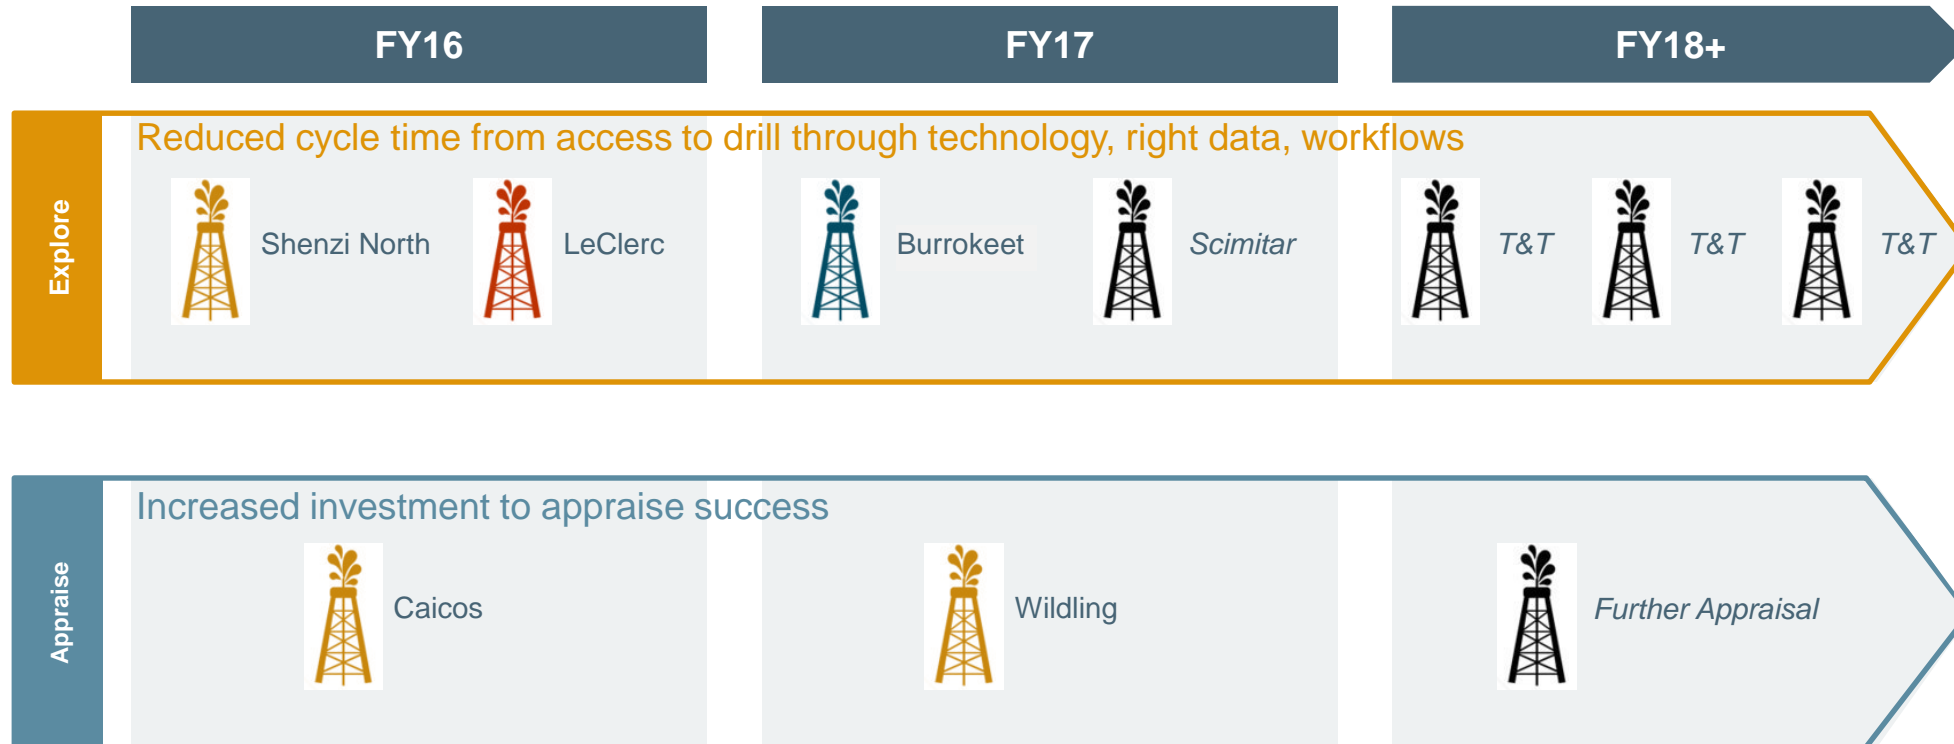 FY16
FY17
FY18+
Explore
Reduced cycle time from access to drill through technology, right data, workflows
Shenzi North
LeClerc
Burrokeet
Scimitar
T&T
T&T
T&T
Appraise
Increased investment to appraise success
Caicos
Wildling
Further Appraisal